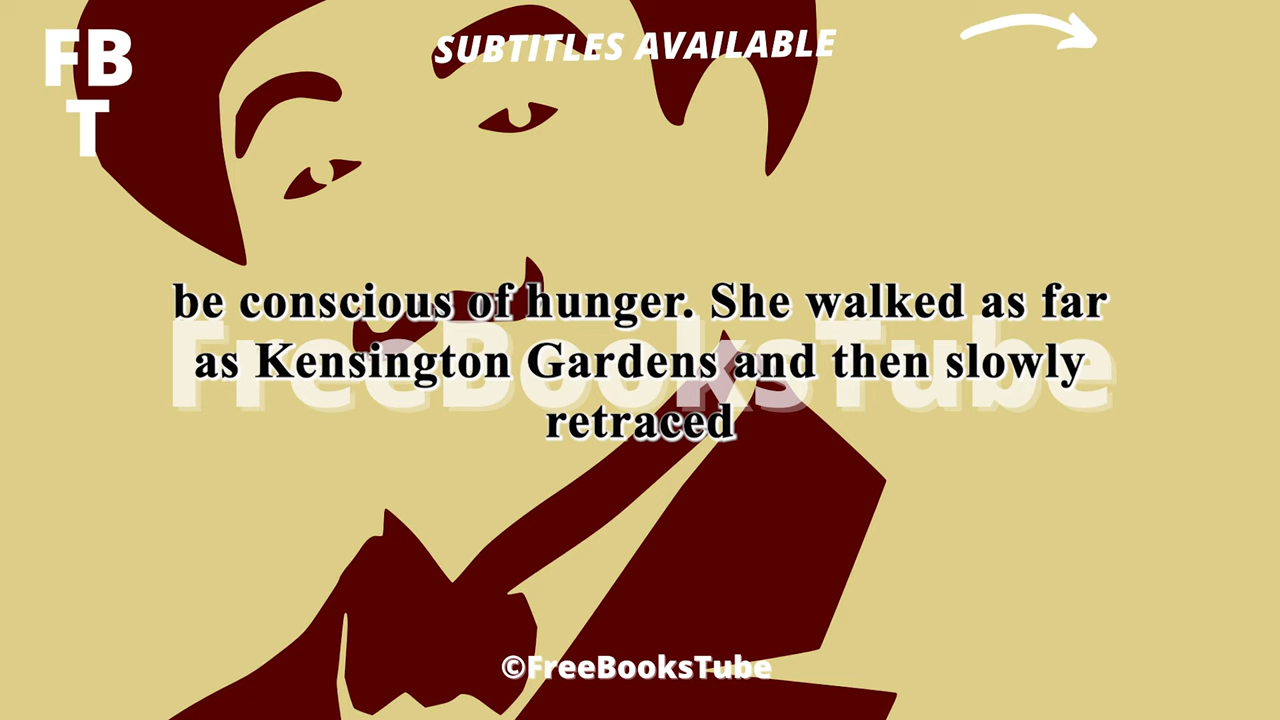 FB
T
SUBTITLES AVAILABLE
be conscious of hunger. She walked as far
as Kensington Gardens and then slowly
retraced
FreeBooksTube
©FreeBooksTube